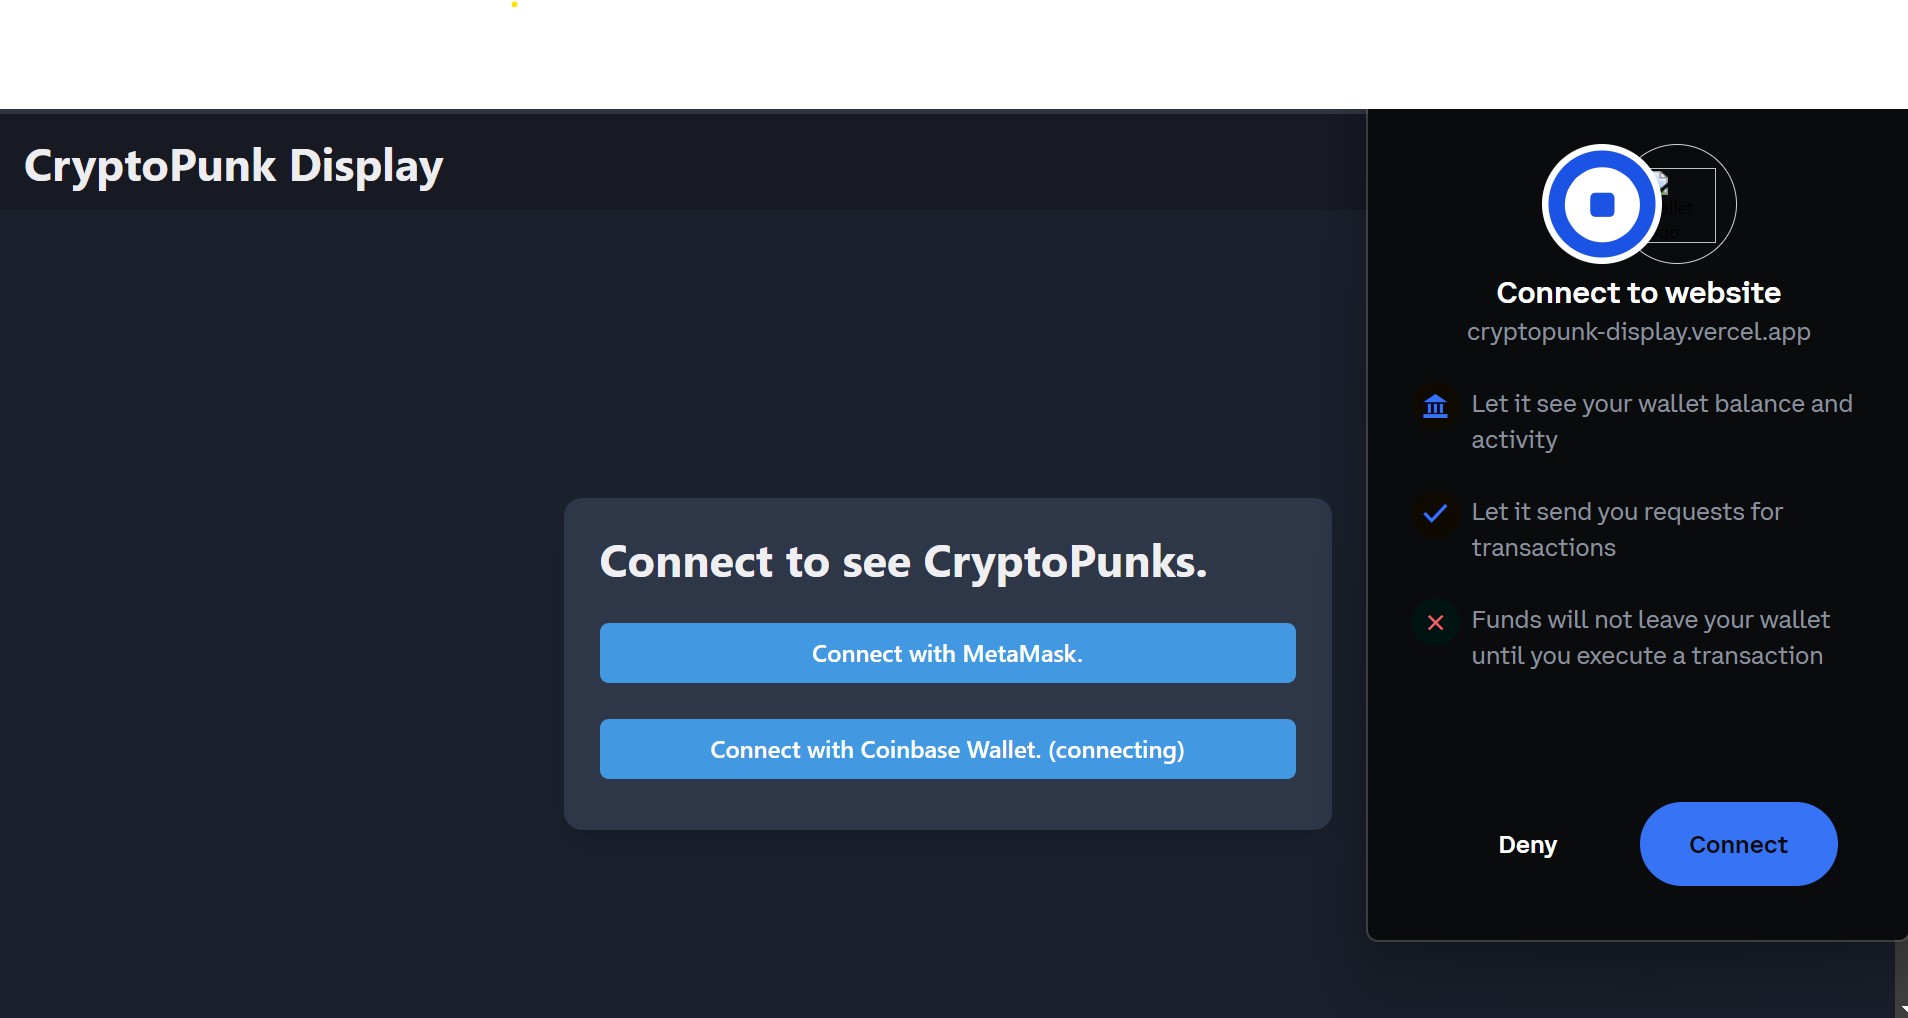 CryptoPunk Display
Connect to see CryptoPunks.
Connect with MetaMask.
Connect with Coinbase Wallet. (connecting)
Connect to website
cryptopunk-display.vercel.app
Let it see your wallet balance and
activity
Let it send you requests for
transactions
Funds will not leave your wallet
until you execute a transaction
Deny
Connect